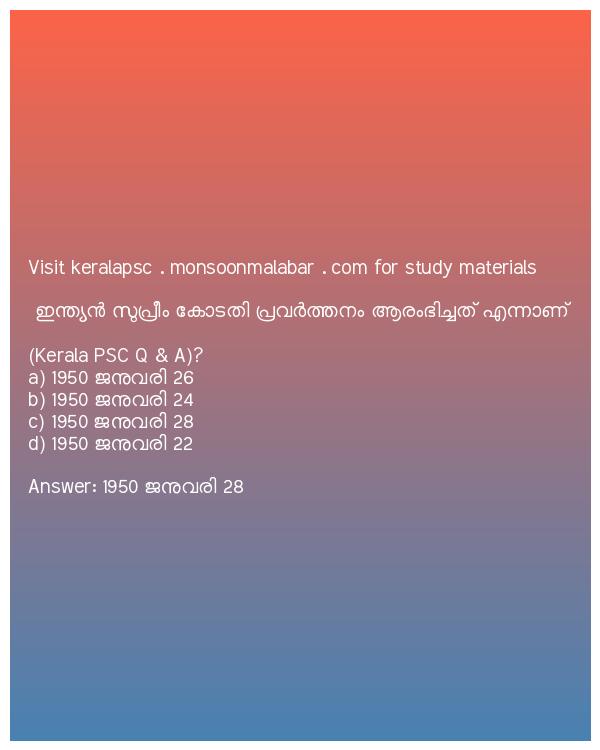 Visit keralapsc . monsoonmalabar . com for study materials
ഇന്ത്യൻ സുപ്രീം കോടതി പ്രവർത്തനം ആരംഭിച്ചത് എന്നാണ്
(Kerala PSC Q & A)?
a) 1950 ജനുവരി 26
b) 1950 ജനുവരി 24
c) 1950 ജനുവരി 28
d) 1950 ജനുവരി 22
Answer: 1950 ജനുവരി 28